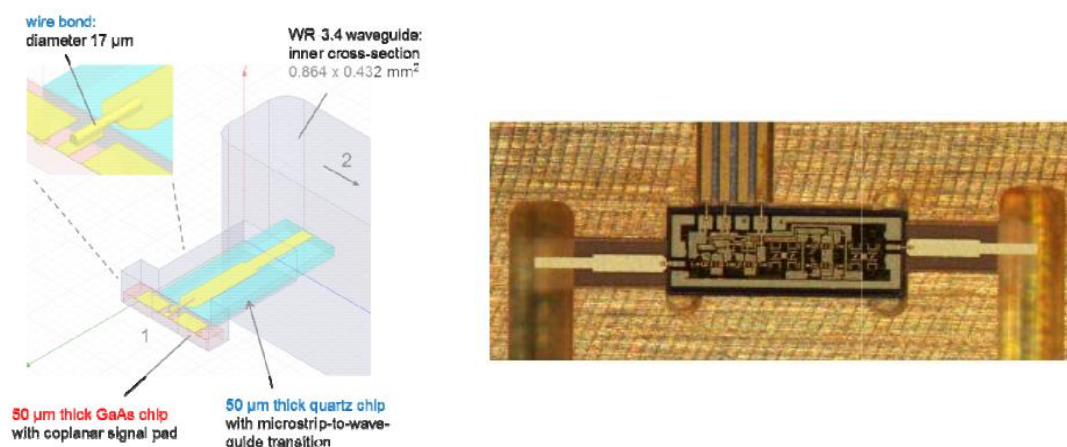 wire bond:
diameter 17 µm
WR 3.4 waveguide:
inner cross-section
0.864 x 0.432 mm²
2
1
50 µm thick GaAs chip
with coplanar signal pad
50 µm thick quartz chip
with microstrip-to-wave-
guide transition